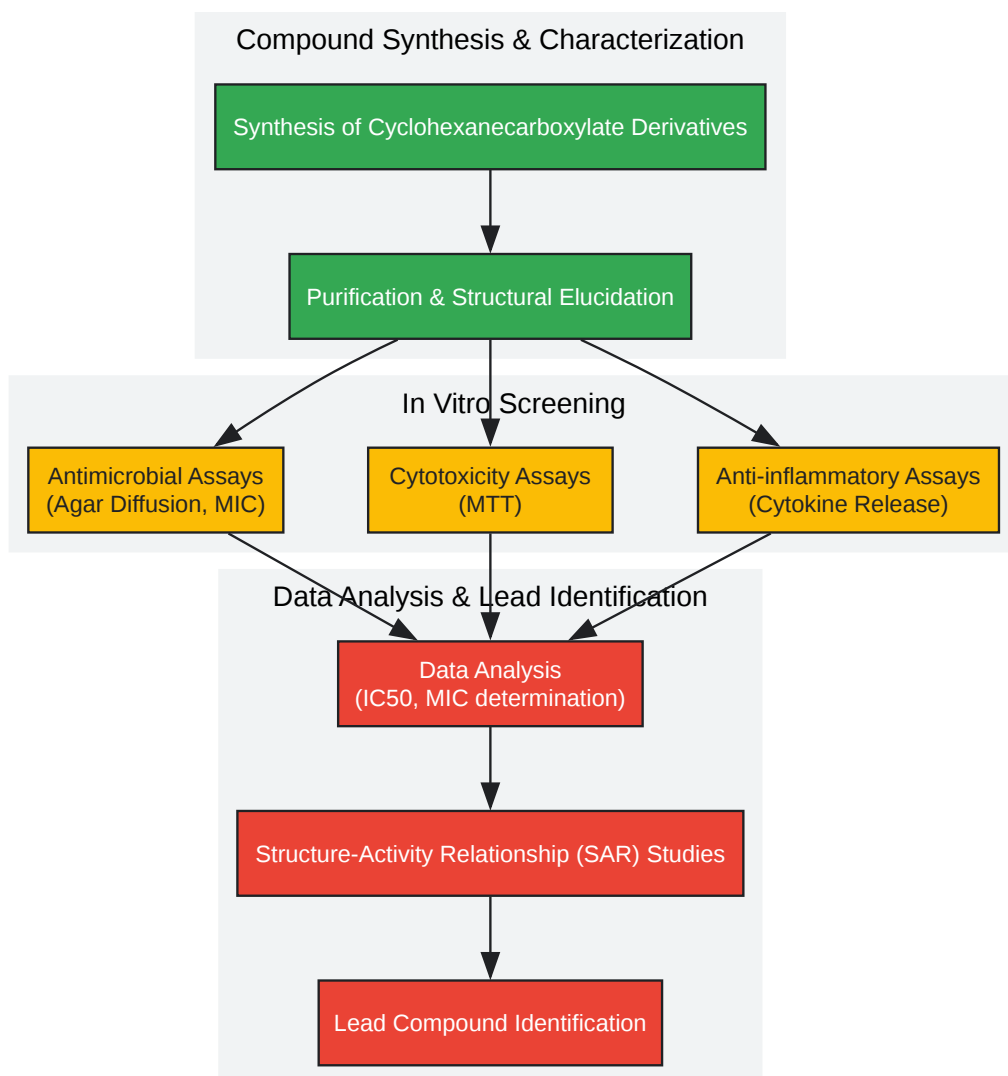 Compound Synthesis & Characterization
Synthesis of Cyclohexanecarboxylate Derivatives
Purification & Structural Elucidation
In Vitro Screening
Antimicrobial Assays
(Agar Diffusion, MIC)
Cytotoxicity Assays
(MTT)
Anti-inflammatory Assays
(Cytokine Release)
Data Analysis & Lead Identification
Data Analysis
(IC50, MIC determination)
Structure-Activity Relationship (SAR) Studies
Lead Compound Identification